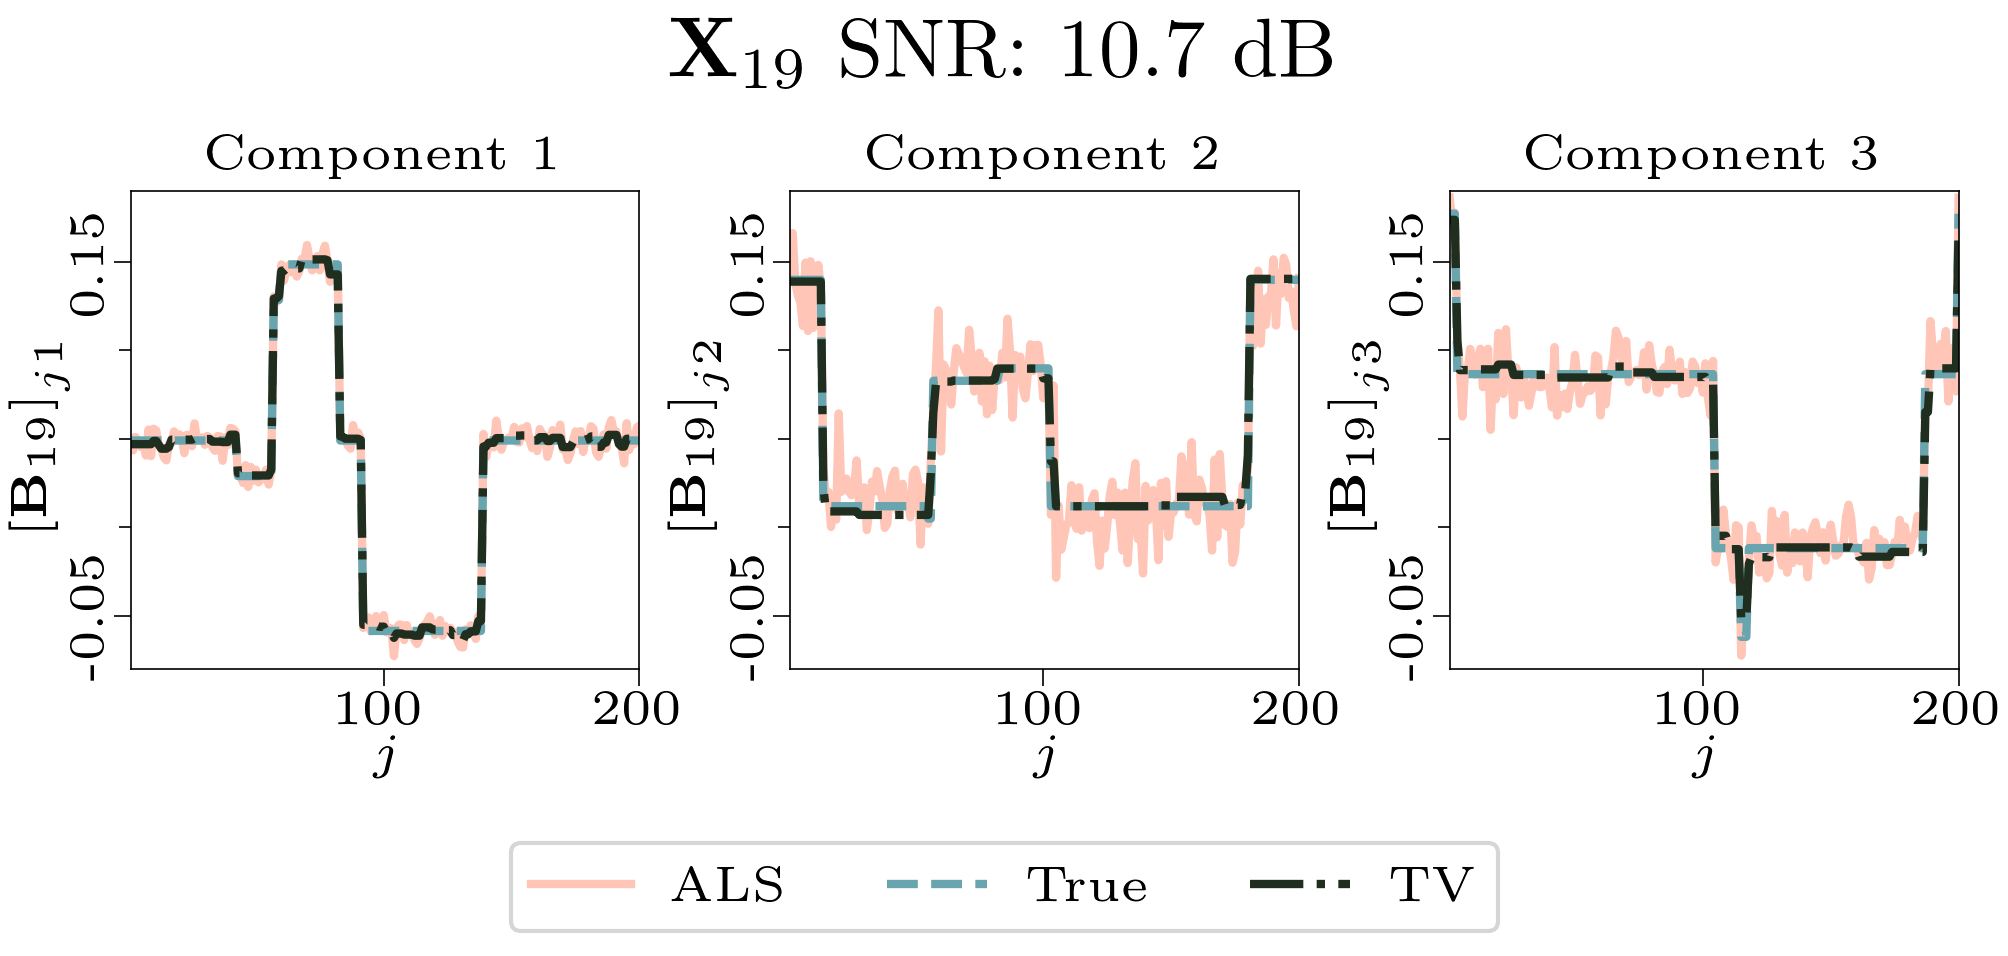 X₁₉ SNR: 10.7 dB
Component 1
Component 2
Component 3
[B₁₉]ⱼ₁
0.15
-0.05
100
200
j
[B₁₉]ⱼ₂
0.15
-0.05
100
200
j
[B₁₉]ⱼ₃
0.15
-0.05
100
200
j
ALS True TV